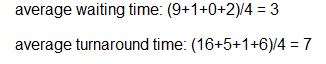 average waiting time: (9+1+0+2)/4 = 3
average turnaround time: (16+5+1+6)/4 = 7